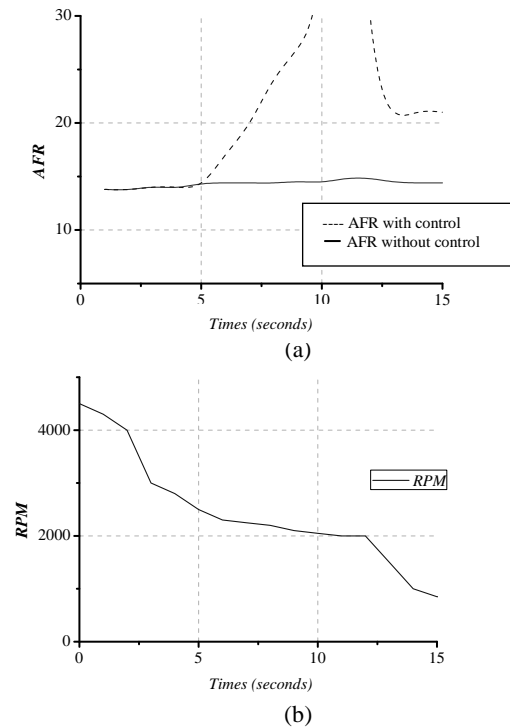 30
20
10
AFR
0 5 10 15
Times (seconds)
AFR with control
AFR without control
(a)
4000
2000
0
RPM
RPM
0 5 10 15
Times (seconds)
(b)